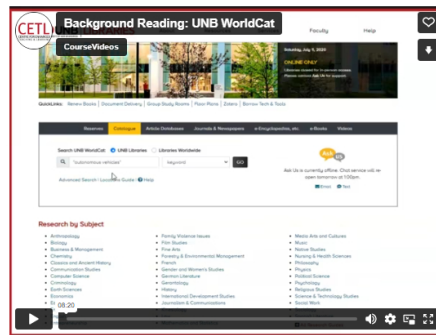 CETL
Background Reading: UNB WorldCat
CourseVideos
Faculty
Help
Saturday, July 4, 2020
ONLINE ONLY
QuickLinks: Renew Books | Document Delivery | Group Study Rooms | Floor Plans | Zotero | Borrow Tech & Tools
Reserves Catalogue Article Databases Journals & Newspapers e-Encyclopedias, etc. e-Books Videos
Search UNB WorldCat: UNB Libraries Libraries Worldwide
"autonomous vehicles" keyword GO
Advanced Search | Locations Guide | Help
Ask Us
Ask Us is currently offline. Chat service will re-
open tomorrow at 1:00pm.
Email Text
Research by Subject
Anthropology
Biology
Business & Management
Chemistry
Classics and Ancient History
Communication Studies
Computer Science
Criminology
Earth Sciences
Economics
Family Violence Issues
Film Studies
Fine Arts
Forestry & Environmental Management
French
Gender and Women's Studies
German Literature
Gerontology
History
International Development Studies
Journalism & Communications
Media Arts and Cultures
Music
Native Studies
Nursing & Health Sciences
Philosophy
Physics
Political Science
Psychology
Religious Studies
Science & Technology Studies
Social Work
08:20